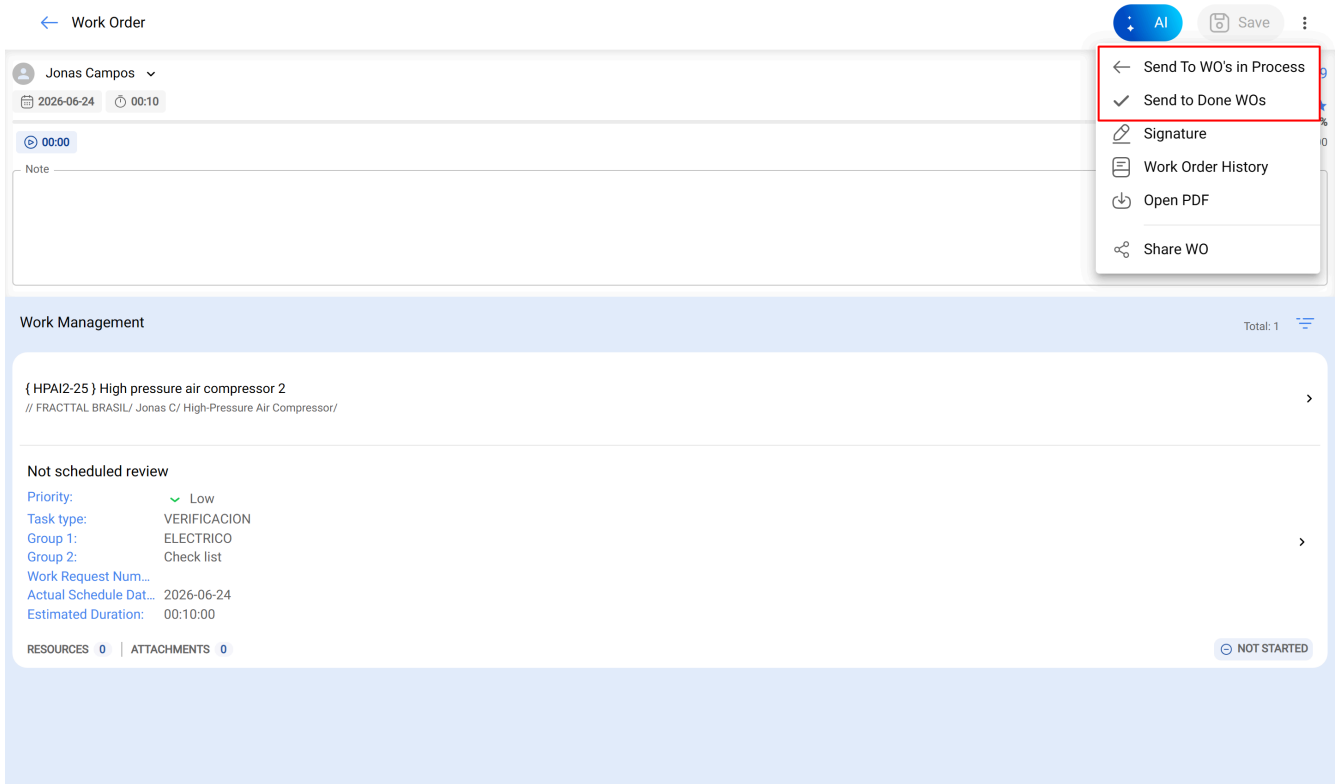 Work Order
AI
Save
Jonas Campos
2026-06-24
00:10
00:00
Note
Send To WO's in Process
Send to Done WOs
Signature
Work Order History
Open PDF
Share WO
9
%
Work Management
Total: 1
{ HPAI2-25 } High pressure air compressor 2
// FRACTTAL BRASIL/ Jonas C/ High-Pressure Air Compressor/
Not scheduled review
Priority: Low
Task type: VERIFICACION
Group 1: ELECTRICO
Group 2: Check list
Work Request Num...
Actual Schedule Dat... 2026-06-24
Estimated Duration: 00:10:00
RESOURCES 0 | ATTACHMENTS 0
NOT STARTED